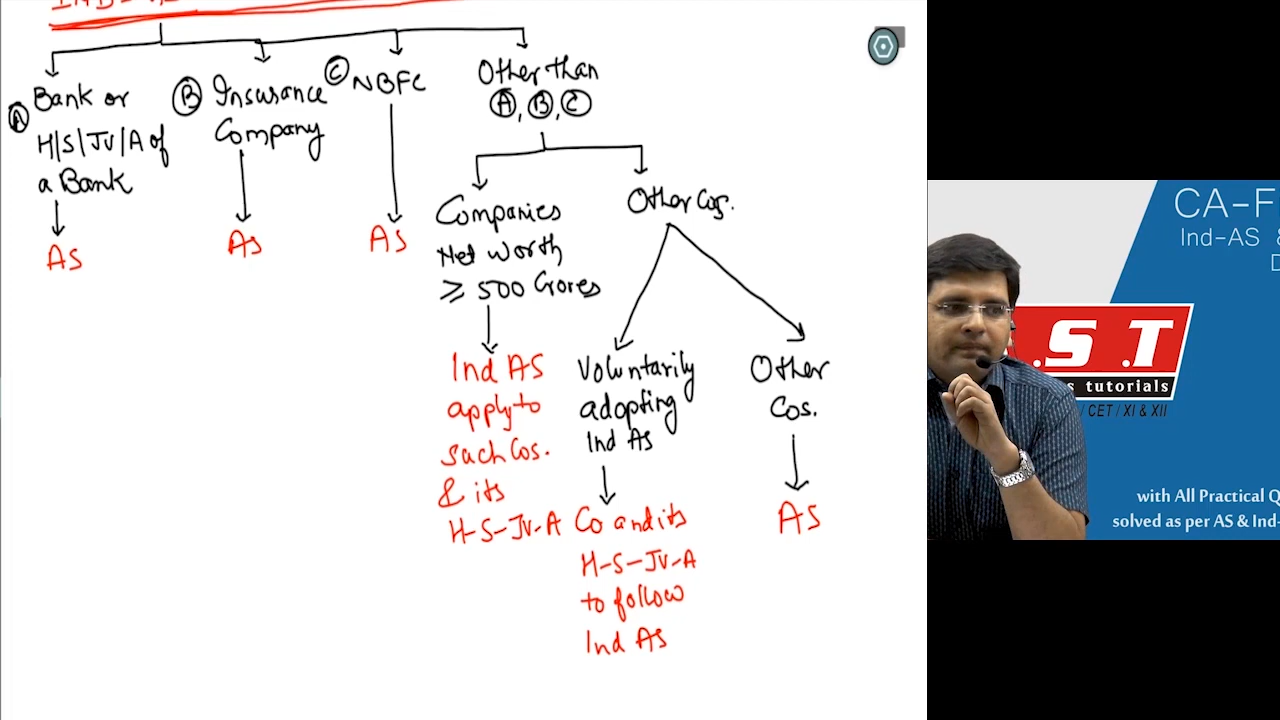 Ⓐ Bank or
H/S/JV/A of
a Bank
AS
Ⓑ Insurance
Company
AS
Ⓒ NBFC
AS
Other than
Ⓐ, Ⓑ, Ⓒ
Companies
Net Worth
≥ 500 Crores
Ind AS
apply to
such Cos.
& its
H-S-JV-A
Other Cos.
Voluntarily
adopting
Ind AS
Co and its
H-S-JV-A
to follow
Ind AS
Other
Cos.
AS
CA-F
Ind-AS &
D
.S.T
s tutorials
/ CET / XI & XII
with All Practical Q
solved as per AS & Ind-